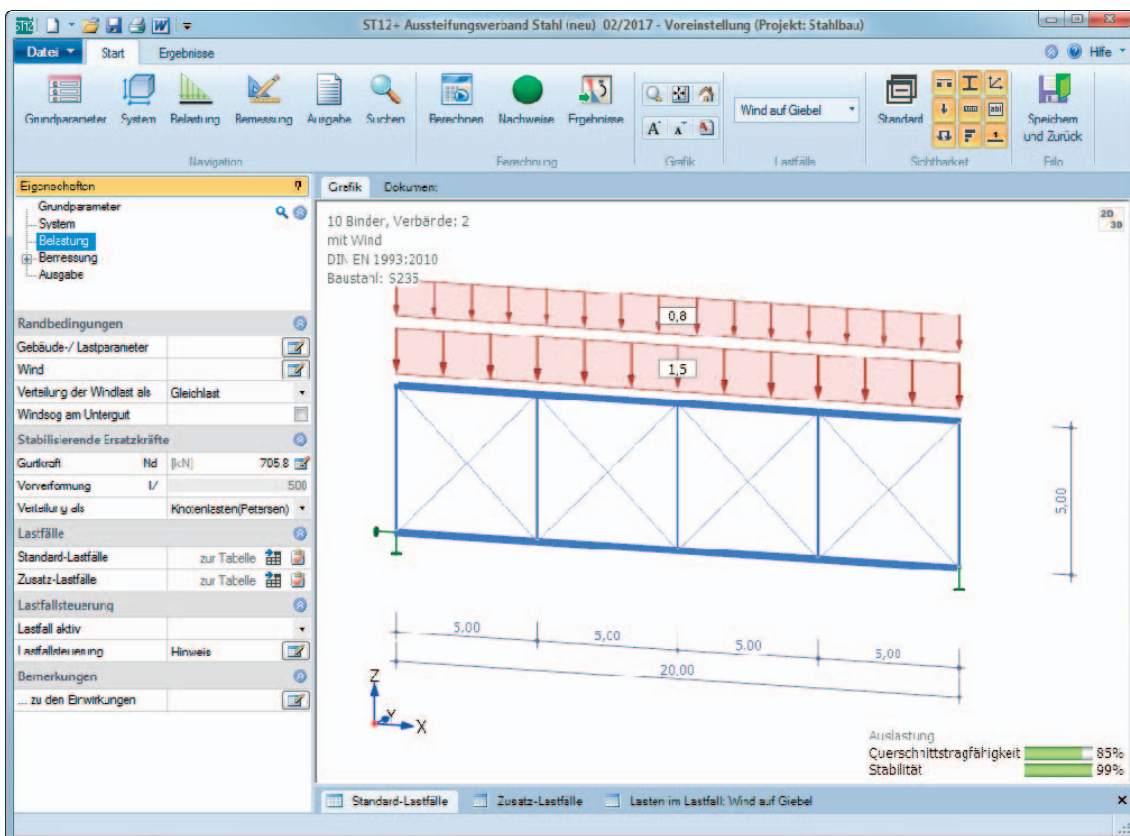 ST12 W
ST12+ Aussteifungsverband Stahl (neu) 02/2017 - Voreinstellung (Projekt: Stahlbau)
Datei Start Ergebnisse Hilfe
Grundparameter System Belastung Bemessung Ausgabe Suchen Berechnen Nachweise Ergebnisse Wind auf Giebel Standard Speichern und Zurück
Navigation Berechnung Grafik Lastfälle Sichtbarkeit Frilo
Eigenschaften
Grundparameter
System
Belastung
Bemessung
Ausgabe
Randbedingungen
Gebäude-/ Lastparameter
Wind
Verteilung der Windlast als Gleichlast
Windsog am Untergurt
Stabilisierende Ersatzkräfte
Gurtkraft Nd [kN] 705.8
Vorverformung l/ 500
Verteilung als Knotenlasten(Petersen)
Lastfälle
Standard-Lastfälle zur Tabelle
Zusatz-Lastfälle zur Tabelle
Lastfallsteuerung
Lastfall aktiv
Lastfallsteuerung Hinweis
Bemerkungen
... zu den Einwirkungen
Grafik Dokument
10 Binder, Verbände: 2
mit Wind
DIN EN 1993:2010
Baustahl: S235
2D
3D
0,8
1,5
5,00
5,00
5,00
5,00
5,00
20,00
Z
Y
X
Auslastung
Querschnittstragfähigkeit 85%
Stabilität 99%
Standard-Lastfälle Zusatz-Lastfälle Lasten im Lastfall: Wind auf Giebel